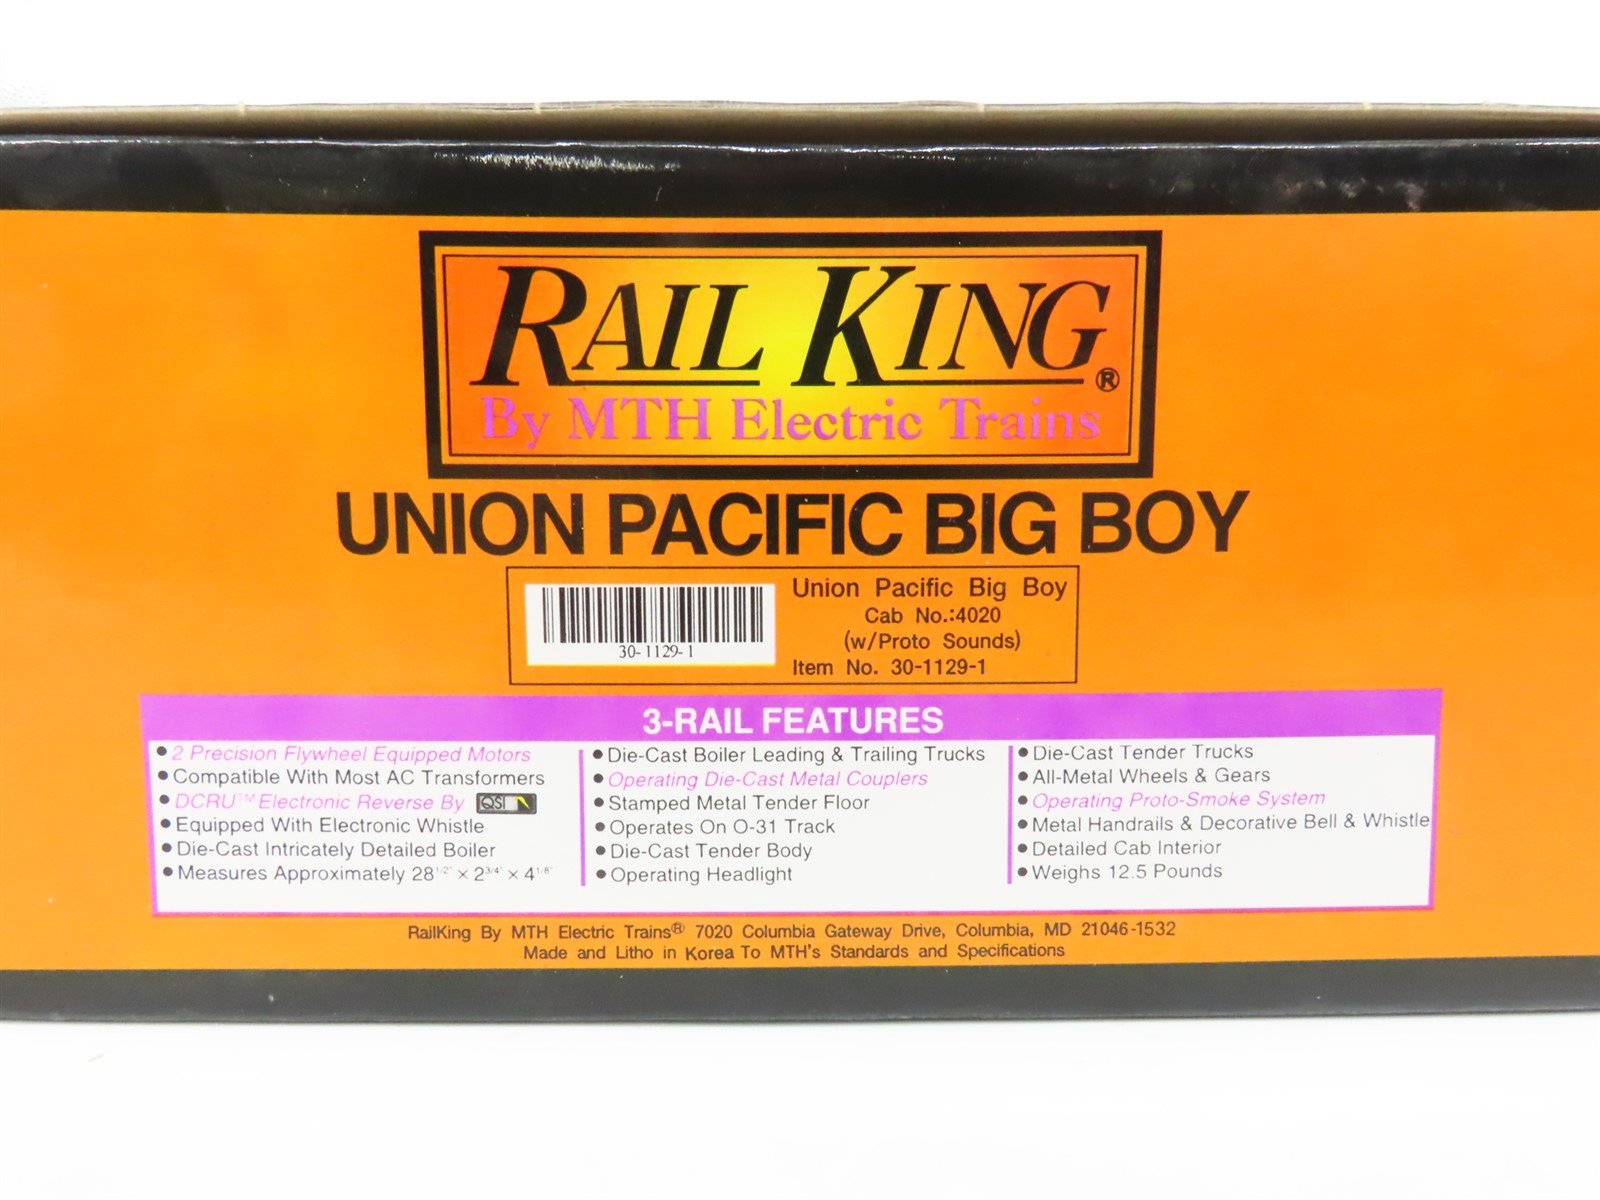 RAIL KING®
By MTH Electric Trains
UNION PACIFIC BIG BOY
30-1129-1
Union Pacific Big Boy
Cab No.:4020
(w/Proto Sounds)
Item No. 30-1129-1
3-RAIL FEATURES
• 2 Precision Flywheel Equipped Motors
• Compatible With Most AC Transformers
• DCRU™ Electronic Reverse By QSI
• Equipped With Electronic Whistle
• Die-Cast Intricately Detailed Boiler
• Measures Approximately 28 1/2" × 2 3/4" × 4 1/8"
• Die-Cast Boiler Leading & Trailing Trucks
• Operating Die-Cast Metal Couplers
• Stamped Metal Tender Floor
• Operates On O-31 Track
• Die-Cast Tender Body
• Operating Headlight
• Die-Cast Tender Trucks
• All-Metal Wheels & Gears
• Operating Proto-Smoke System
• Metal Handrails & Decorative Bell & Whistle
• Detailed Cab Interior
• Weighs 12.5 Pounds
RailKing By MTH Electric Trains® 7020 Columbia Gateway Drive, Columbia, MD 21046-1532
Made and Litho in Korea To MTH's Standards and Specifications